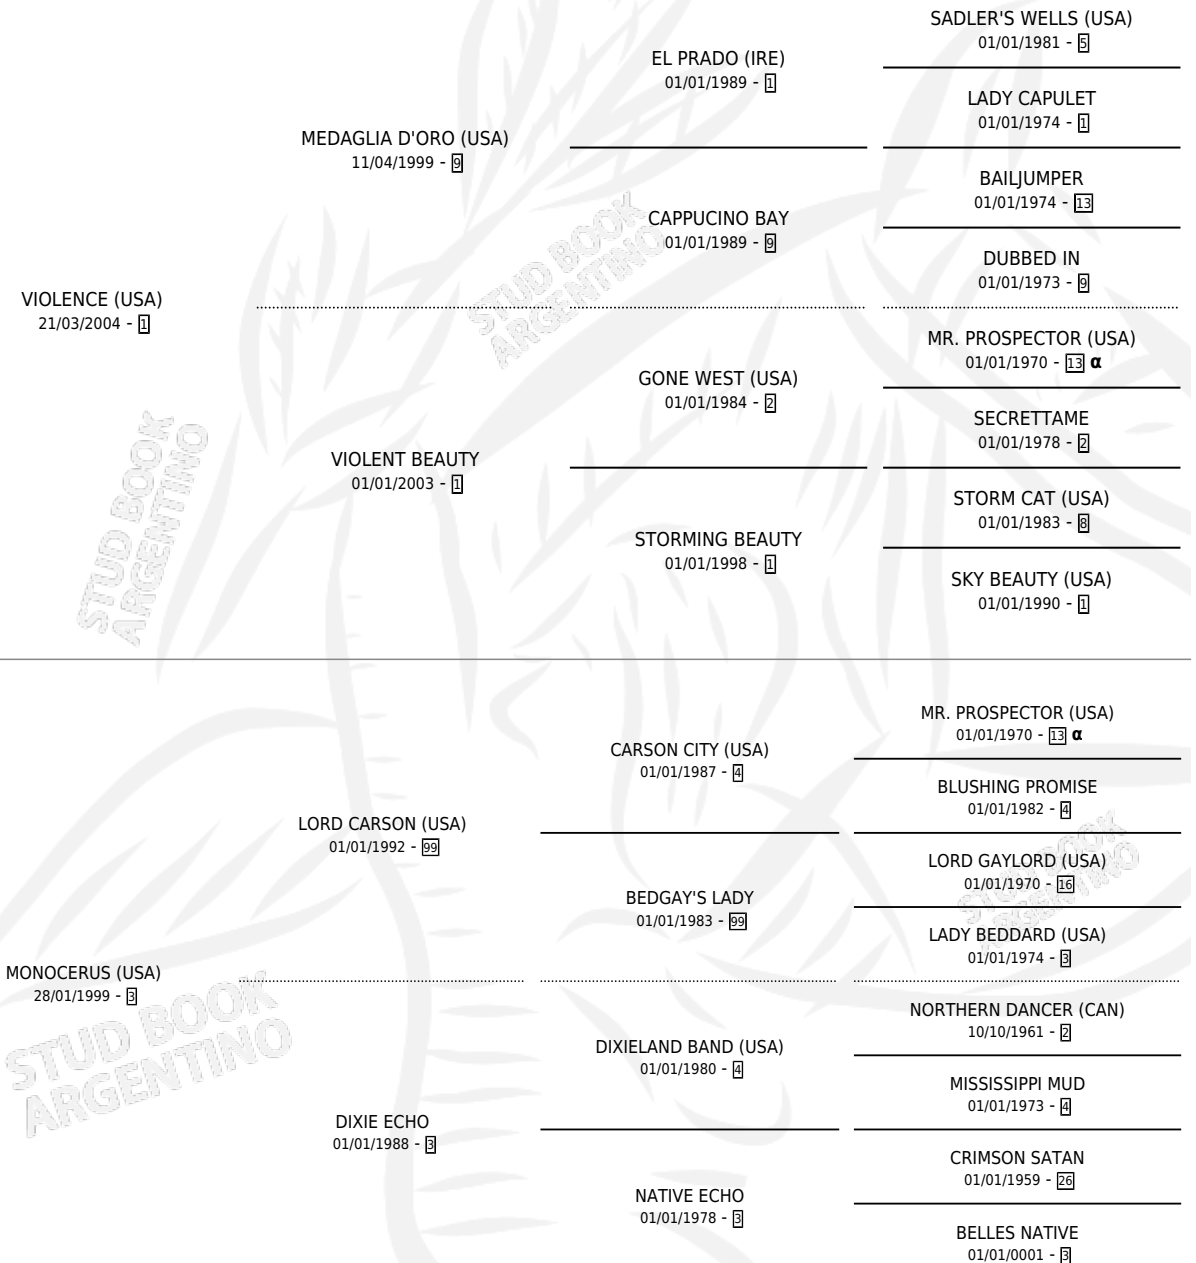 SADLER'S WELLS (USA)
01/01/1981 - 5
EL PRADO (IRE)
01/01/1989 - 1
LADY CAPULET
01/01/1974 - 1
MEDAGLIA D'ORO (USA)
11/04/1999 - 9
BAILJUMPER
01/01/1974 - 13
CAPPUCINO BAY
01/01/1989 - 9
DUBBED IN
01/01/1973 - 9
VIOLENCE (USA)
21/03/2004 - 1
MR. PROSPECTOR (USA)
01/01/1970 - 13 α
GONE WEST (USA)
01/01/1984 - 2
SECRETTAME
01/01/1978 - 2
VIOLENT BEAUTY
01/01/2003 - 1
STORM CAT (USA)
01/01/1983 - 8
STORMING BEAUTY
01/01/1998 - 1
SKY BEAUTY (USA)
01/01/1990 - 1
MR. PROSPECTOR (USA)
01/01/1970 - 13 α
CARSON CITY (USA)
01/01/1987 - 4
BLUSHING PROMISE
01/01/1982 - 4
LORD CARSON (USA)
01/01/1992 - 99
LORD GAYLORD (USA)
01/01/1970 - 16
BEDGAY'S LADY
01/01/1983 - 99
LADY BEDDARD (USA)
01/01/1974 - 3
MONOCERUS (USA)
28/01/1999 - 3
NORTHERN DANCER (CAN)
10/10/1961 - 2
DIXIELAND BAND (USA)
01/01/1980 - 4
MISSISSIPPI MUD
01/01/1973 - 4
DIXIE ECHO
01/01/1988 - 3
CRIMSON SATAN
01/01/1959 - 26
NATIVE ECHO
01/01/1978 - 3
BELLES NATIVE
01/01/0001 - 3
STUD BOOK
ARGENTINO
STUD BOOK
ARGENTINO
STUD BOOK
ARGENTINO
STUD BOOK
ARGENTINO